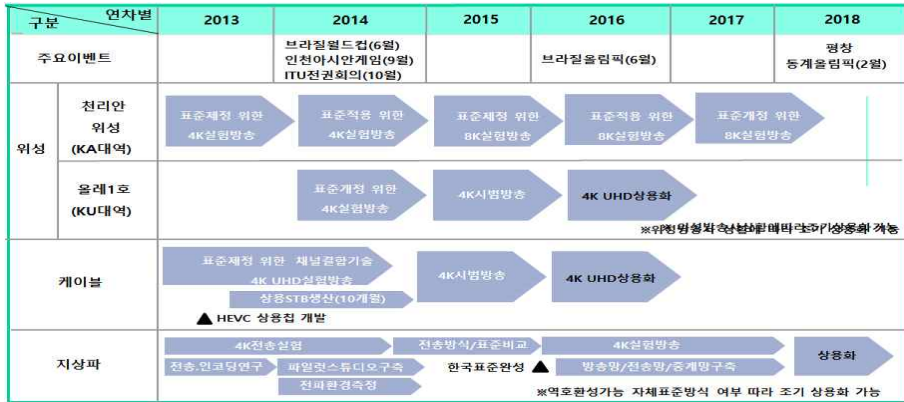 연차별
구분
2013 2014 2015 2016 2017 2018
주요이벤트
브라질월드컵(6월)
인천아시안게임(9월)
ITU전권회의(10월)
브라질올림픽(6월)
평창
동계올림픽(2월)
위성
천리안
위성
(KA대역)
표준제정 위한
4K실험방송
표준적용 위한
4K실험방송
표준제정 위한
8K실험방송
표준적용 위한
8K실험방송
표준개정 위한
8K실험방송
올레1호
(KU대역)
표준개정 위한
4K실험방송
4K시범방송
4K UHD 상용화
케이블
표준제정 위한 채널결합기술
4K UHD실험방송
상용STB생산(10개월)
4K시범방송
4K UHD상용화
▲ HEVC 상용칩 개발
지상파
4K전송실험
전송방식/표준비교
4K실험방송
상용화
전송.인코딩연구
파일럿스튜디오구축
한국표준완성 ▲
방송망/전송망/중계망구축
전파환경측정
※역호환성가능 자체표준방식 여부 따라 조기 상용화 가능